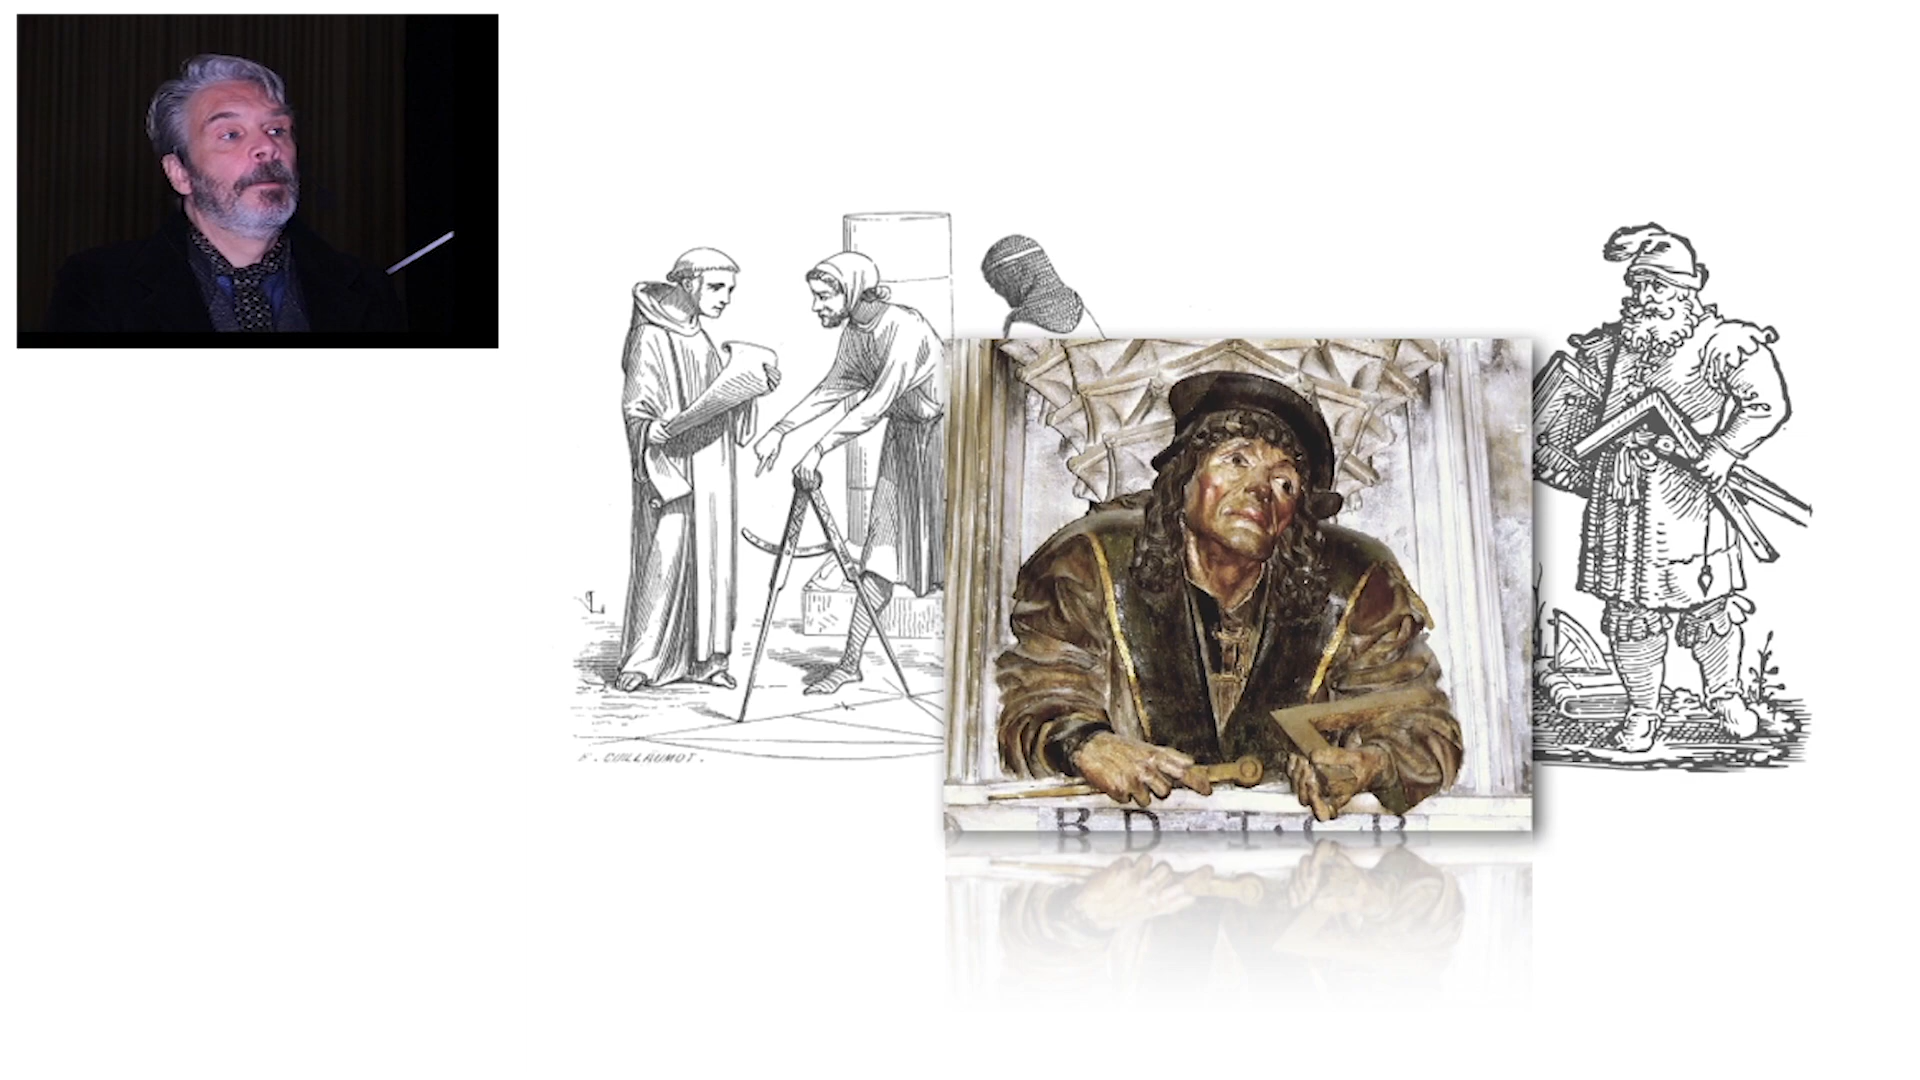 F. GUILLAUMOT.
B D . I . C R